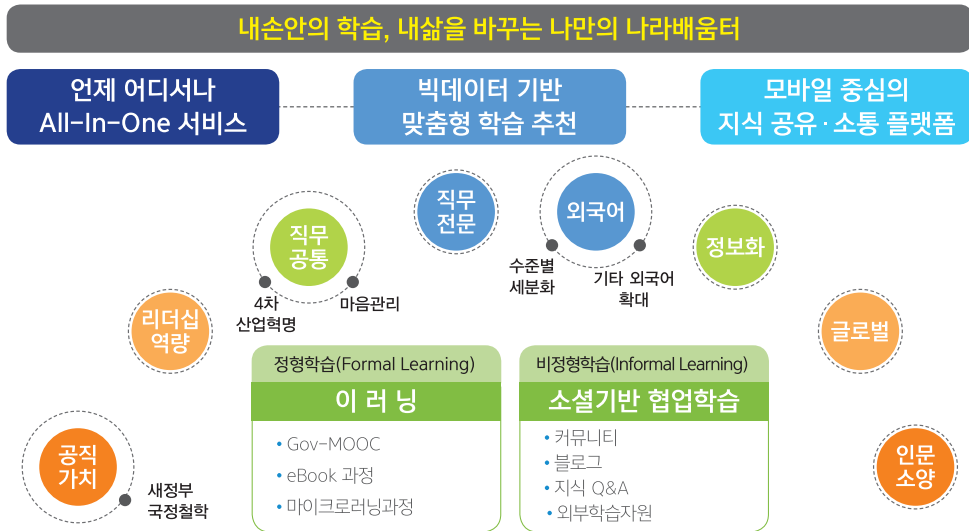 내손안의 학습, 내삶을 바꾸는 나만의 나라배움터
언제 어디서나
All-In-One 서비스
빅데이터 기반
맞춤형 학습 추천
모바일 중심의
지식 공유 · 소통 플랫폼
공직
가치
새정부
국정철학
리더십
역량
직무
공통
4차
산업혁명
마음관리
직무
전문
외국어
수준별
세분화
기타 외국어
확대
정보화
글로벌
인문
소양
정형학습(Formal Learning)
이 러 닝
• Gov-MOOC
• eBook 과정
• 마이크로러닝과정
비정형학습(Informal Learning)
소셜기반 협업학습
• 커뮤니티
• 블로그
• 지식 Q&A
• 외부학습자원